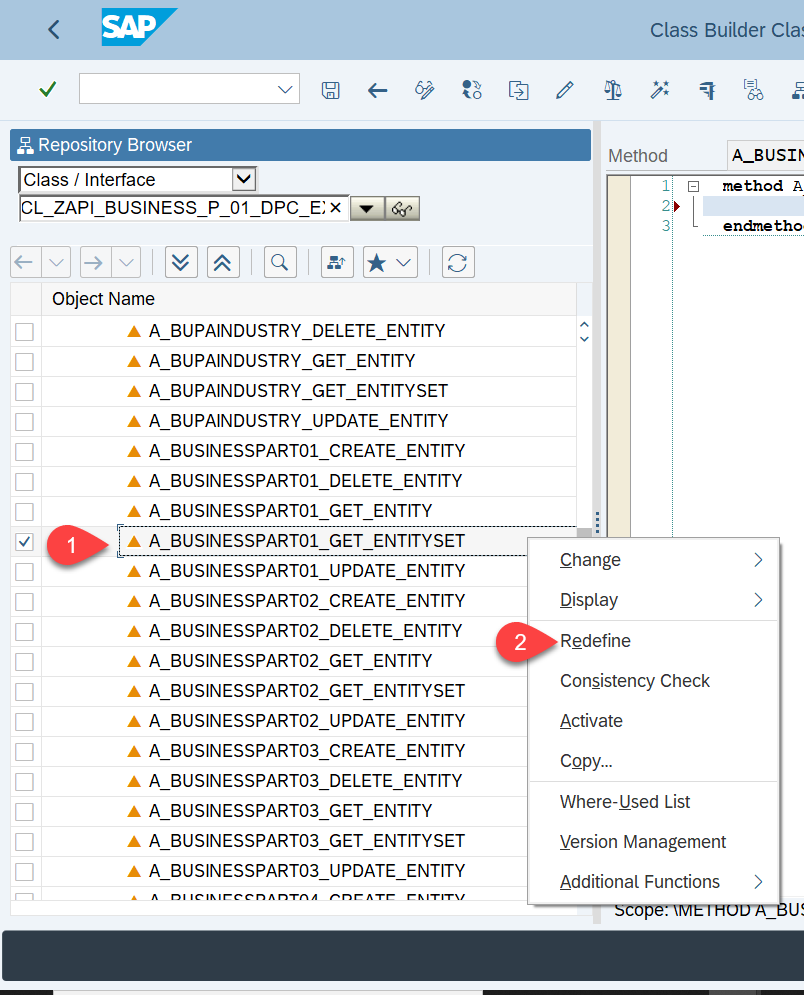 SAP
Class Builder Clas
Repository Browser
Class / Interface
CL_ZAPI_BUSINESS_P_01_DPC_EX
Object Name
A_BUPAINDUSTRY_DELETE_ENTITY
A_BUPAINDUSTRY_GET_ENTITY
A_BUPAINDUSTRY_GET_ENTITYSET
A_BUPAINDUSTRY_UPDATE_ENTITY
A_BUSINESSPART01_CREATE_ENTITY
A_BUSINESSPART01_DELETE_ENTITY
A_BUSINESSPART01_GET_ENTITY
1
A_BUSINESSPART01_GET_ENTITYSET
A_BUSINESSPART01_UPDATE_ENTITY
A_BUSINESSPART02_CREATE_ENTITY
A_BUSINESSPART02_DELETE_ENTITY
A_BUSINESSPART02_GET_ENTITY
A_BUSINESSPART02_GET_ENTITYSET
A_BUSINESSPART02_UPDATE_ENTITY
A_BUSINESSPART03_CREATE_ENTITY
A_BUSINESSPART03_DELETE_ENTITY
A_BUSINESSPART03_GET_ENTITY
A_BUSINESSPART03_GET_ENTITYSET
A_BUSINESSPART03_UPDATE_ENTITY
A_BUSINESSPART04_CREATE_ENTITY
Method A_BUSIN
1 method A
2
3 endmetho
Change
Display
2
Redefine
Consistency Check
Activate
Copy...
Where-Used List
Version Management
Additional Functions
Scope: \METHOD A_BUS